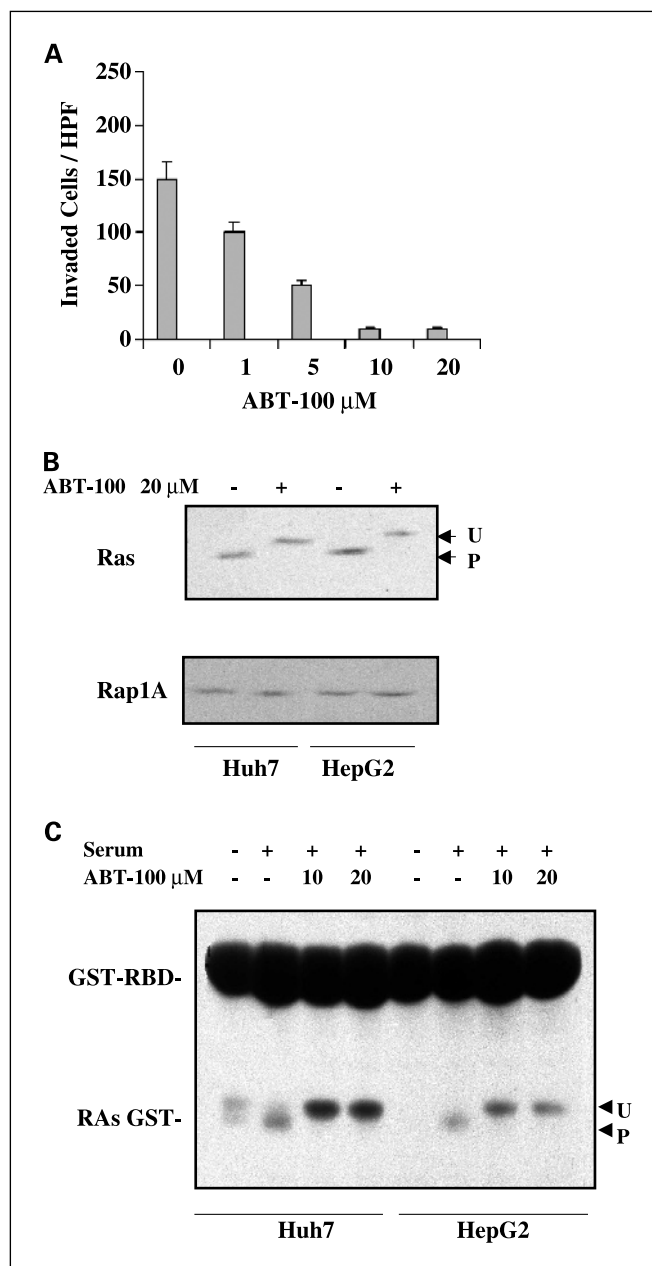 A
250
200
150
100
50
0
Invaded Cells / HPF
0 1 5 10 20
ABT-100 μM
B
ABT-100 20 μM - + - +
Ras
U
P
Rap1A
Huh7 HepG2
C
Serum - + + + - + + +
ABT-100 μM - - 10 20 - - 10 20
GST-RBD-
RAs GST-
U
P
Huh7 HepG2